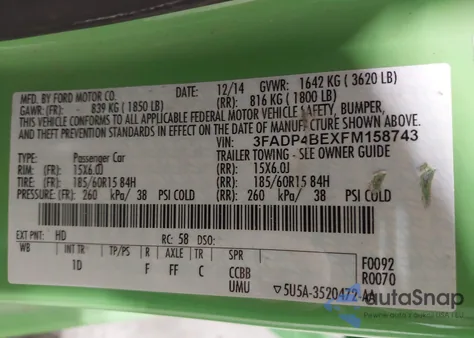 MFD. BY FORD MOTOR CO. DATE: 12/14 GVWR: 1642 KG ( 3620 LB)
GAWR: (FR): 839 KG ( 1850 LB) (RR): 816 KG ( 1800 LB)
THIS VEHICLE CONFORMS TO ALL APPLICABLE FEDERAL MOTOR VEHICLE SAFETY, BUMPER,
AND THEFT PREVENTION STANDARDS IN EFFECT ON THE DATE OF MANUFACTURE SHOWN ABOVE.
VIN: 3FADP4BEXFM158743
TYPE: Passenger Car TRAILER TOWING - SEE OWNER GUIDE
RIM: (FR): 15X6.0J (RR): 15X6.0J
TIRE: (FR): 185/60R15 84H (RR): 185/60R15 84H
PRESSURE: (FR): 260 kPa/ 38 PSI COLD (RR): 260 kPa/ 38 PSI COLD
EXT PNT: HD RC: 58 DSO:
WB INT TR TP/PS R AXLE TR SPR F0092
1D F FF C CCBB R0070
UMU ▽5U5A-3520472-AA
AutoSnap